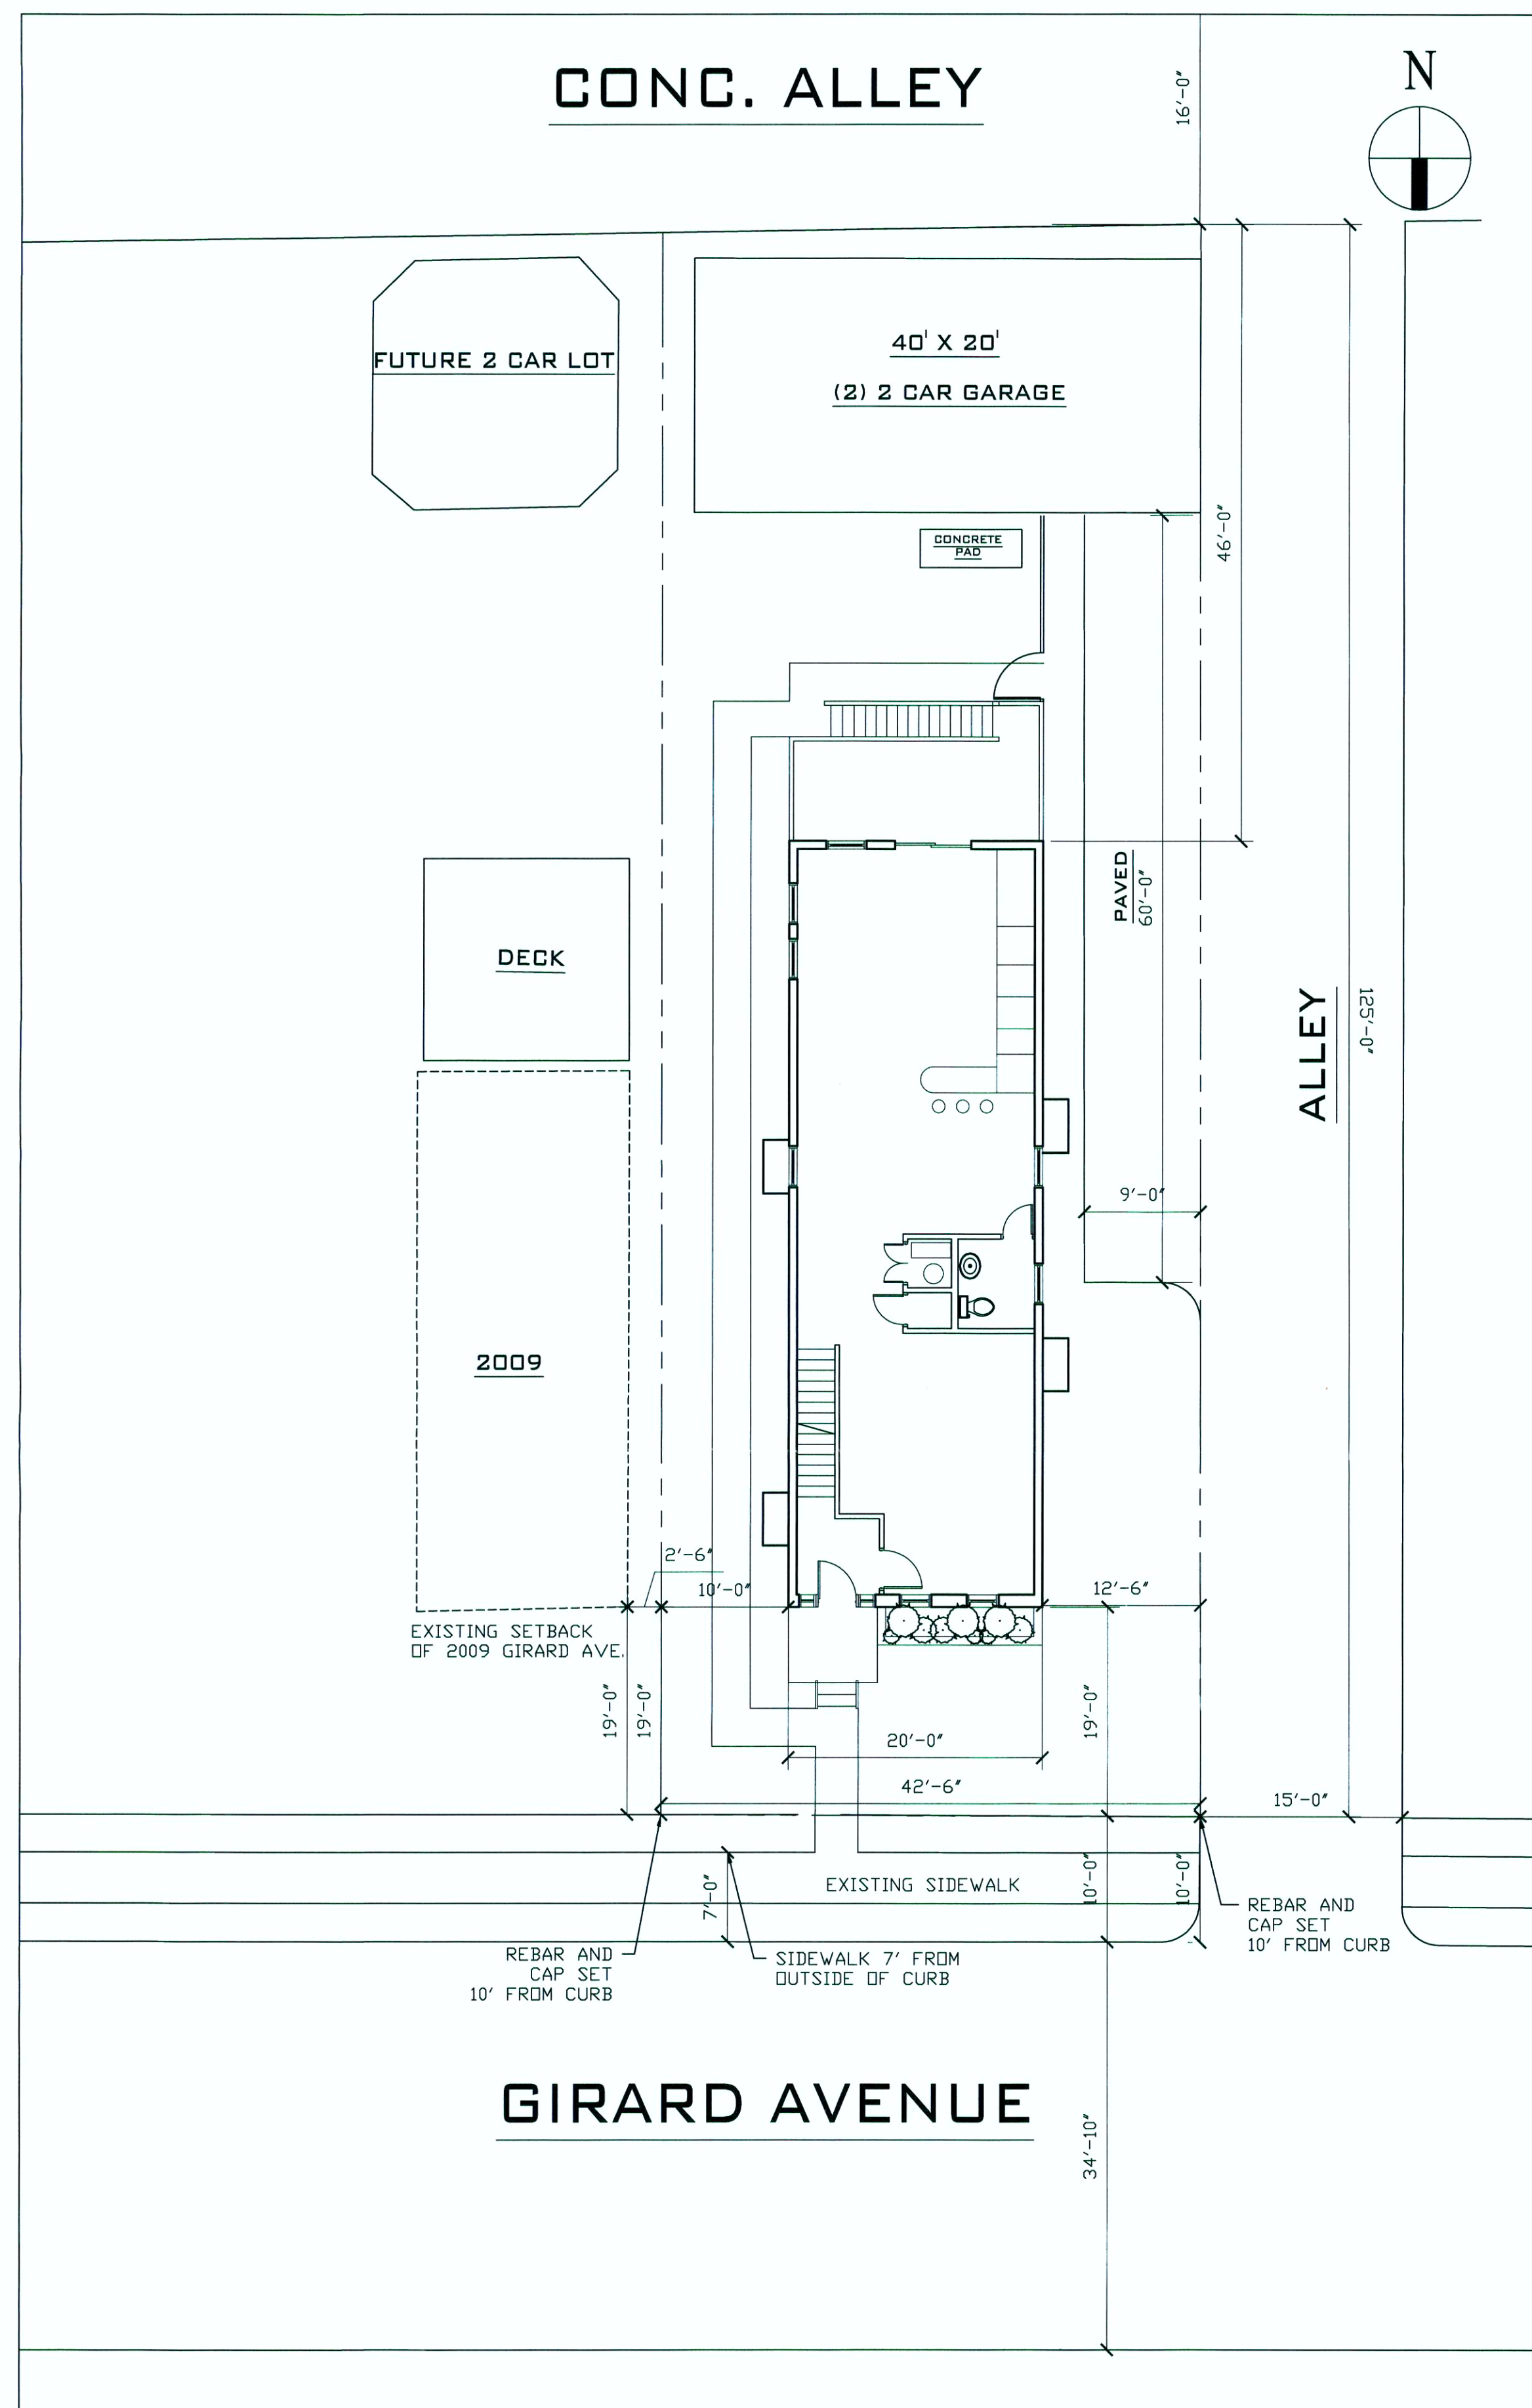 CONC. ALLEY
16'-0"
N
FUTURE 2 CAR LOT
40' X 20'
(2) 2 CAR GARAGE
46'-0"
CONCRETE
PAD
PAVED
60'-0"
DECK
ALLEY
125'-0"
9'-0"
2009
2'-6"
10'-0"
12'-6"
EXISTING SETBACK
OF 2009 GIRARD AVE.
19'-0"
19'-0"
19'-0"
20'-0"
42'-6"
15'-0"
7'-0"
EXISTING SIDEWALK
10'-0"
10'-0"
REBAR AND
CAP SET
10' FROM CURB
SIDEWALK 7' FROM
OUTSIDE OF CURB
REBAR AND
CAP SET
10' FROM CURB
GIRARD AVENUE
34'-10"